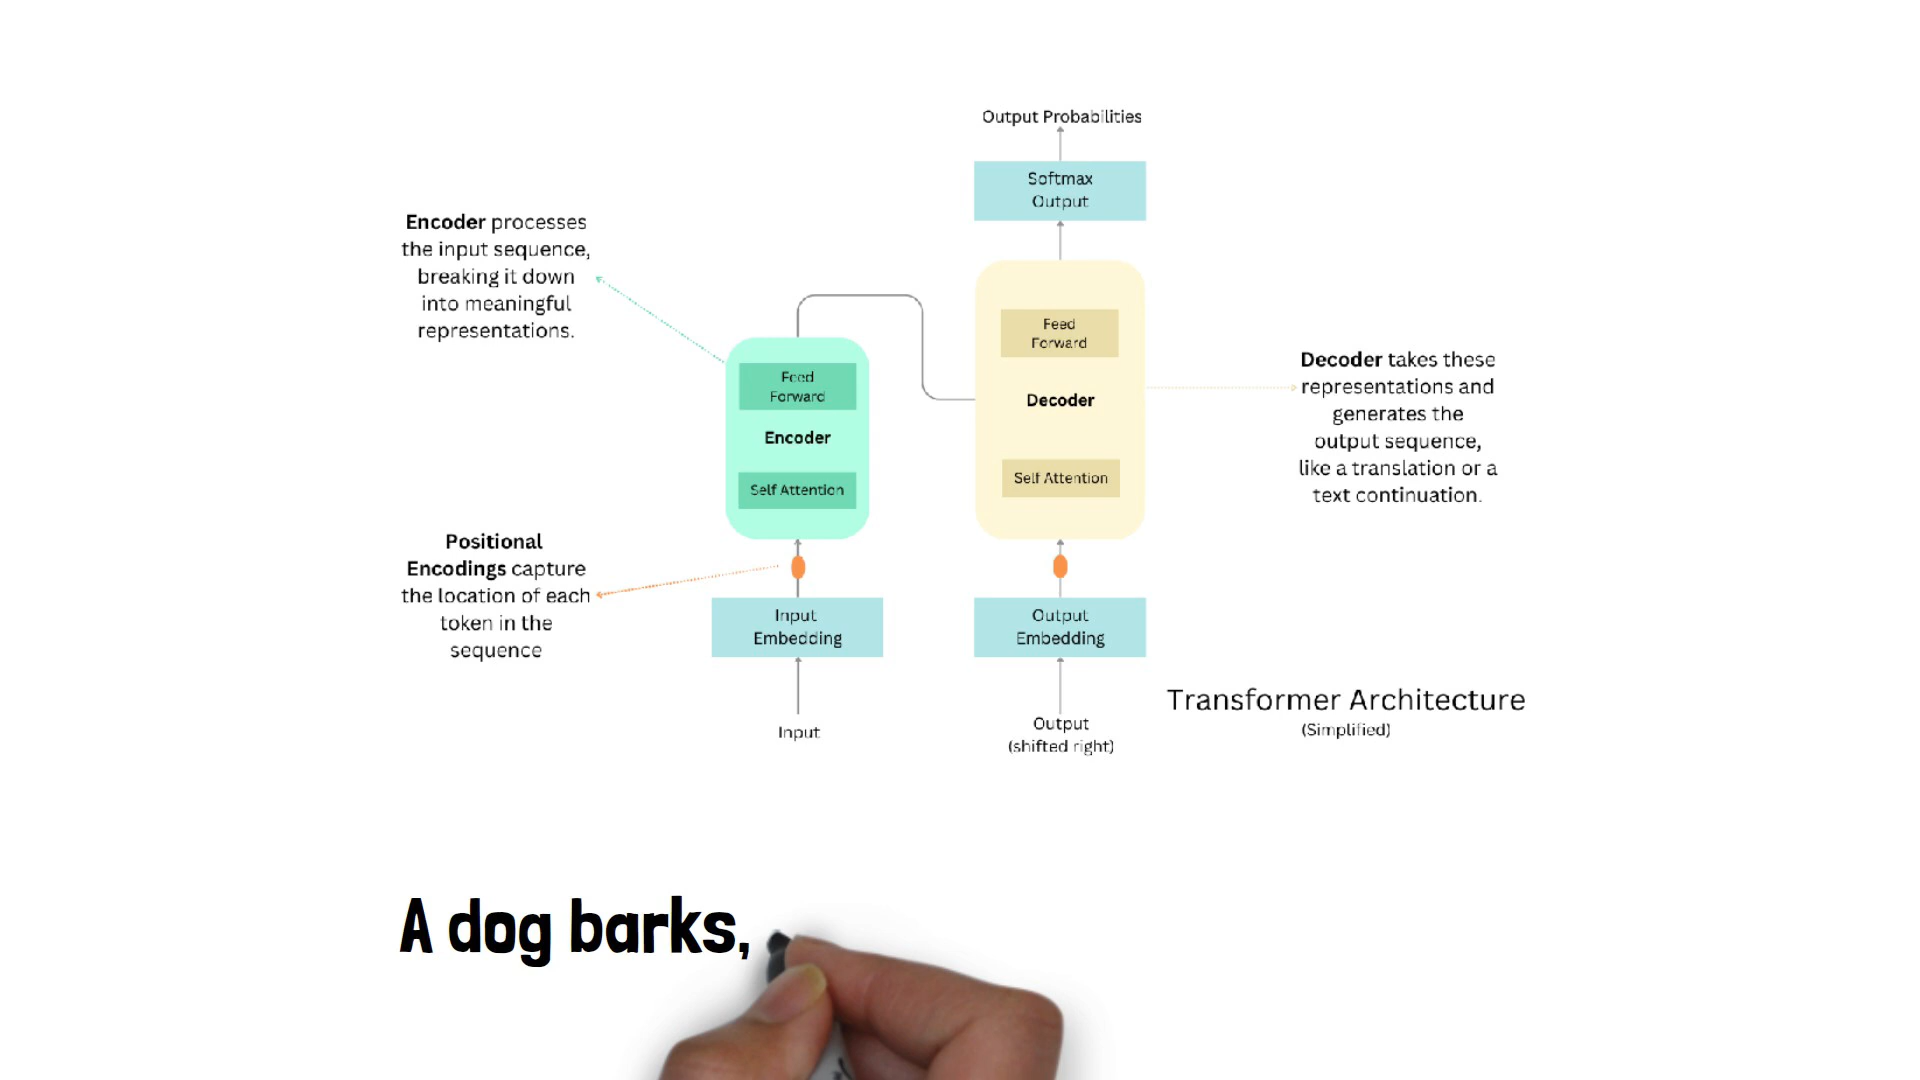 Output Probabilities
Softmax
Output
Encoder processes
the input sequence,
breaking it down
into meaningful
representations.
Feed
Forward
Decoder
Self Attention
Feed
Forward
Encoder
Self Attention
Decoder takes these
representations and
generates the
output sequence,
like a translation or a
text continuation.
Positional
Encodings capture
the location of each
token in the
sequence
Input
Embedding
Output
Embedding
Input
Output
(shifted right)
Transformer Architecture
(Simplified)
A dog barks,